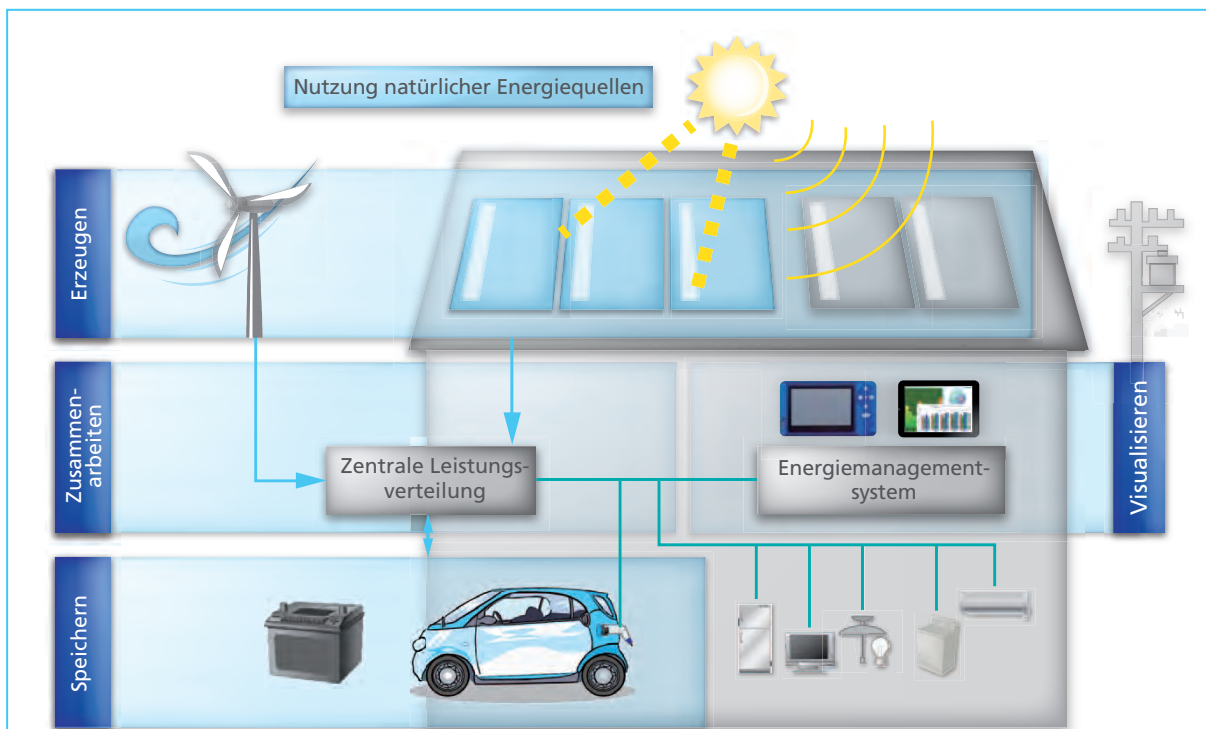 Nutzung natürlicher Energiequellen
Erzeugen
Zusammen-
arbeiten
Zentrale Leistungs-
verteilung
Energiemanagement-
system
Visualisieren
Speichern